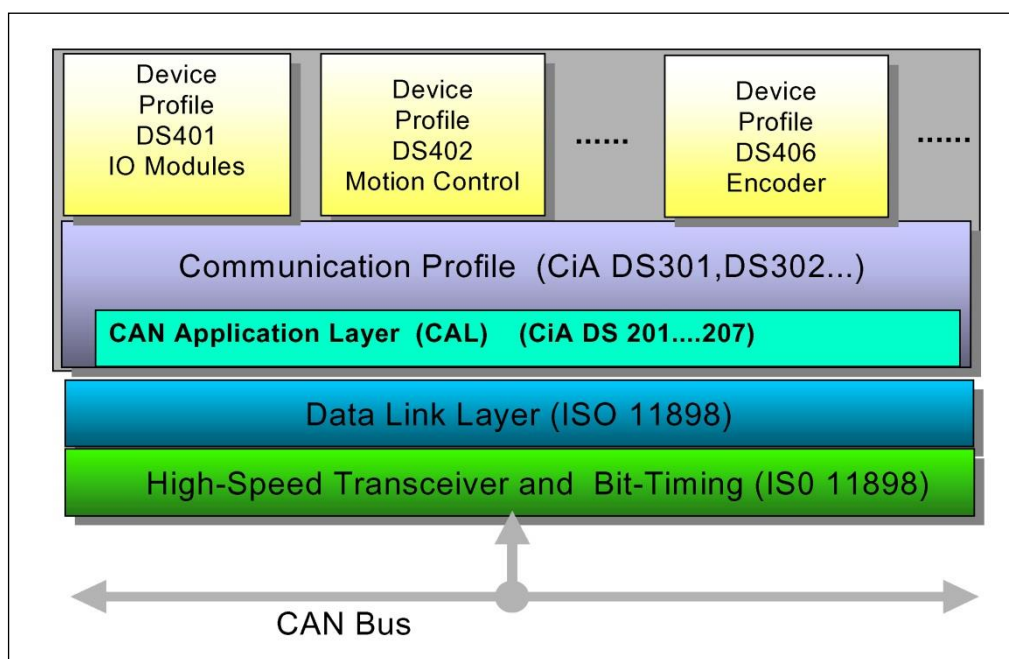 Device
Profile
DS401
IO Modules
Device
Profile
DS402
Motion Control
......
Device
Profile
DS406
Encoder
......
Communication Profile (CiA DS301,DS302...)
CAN Application Layer (CAL) (CiA DS 201....207)
Data Link Layer (ISO 11898)
High-Speed Transceiver and Bit-Timing (IS0 11898)
CAN Bus